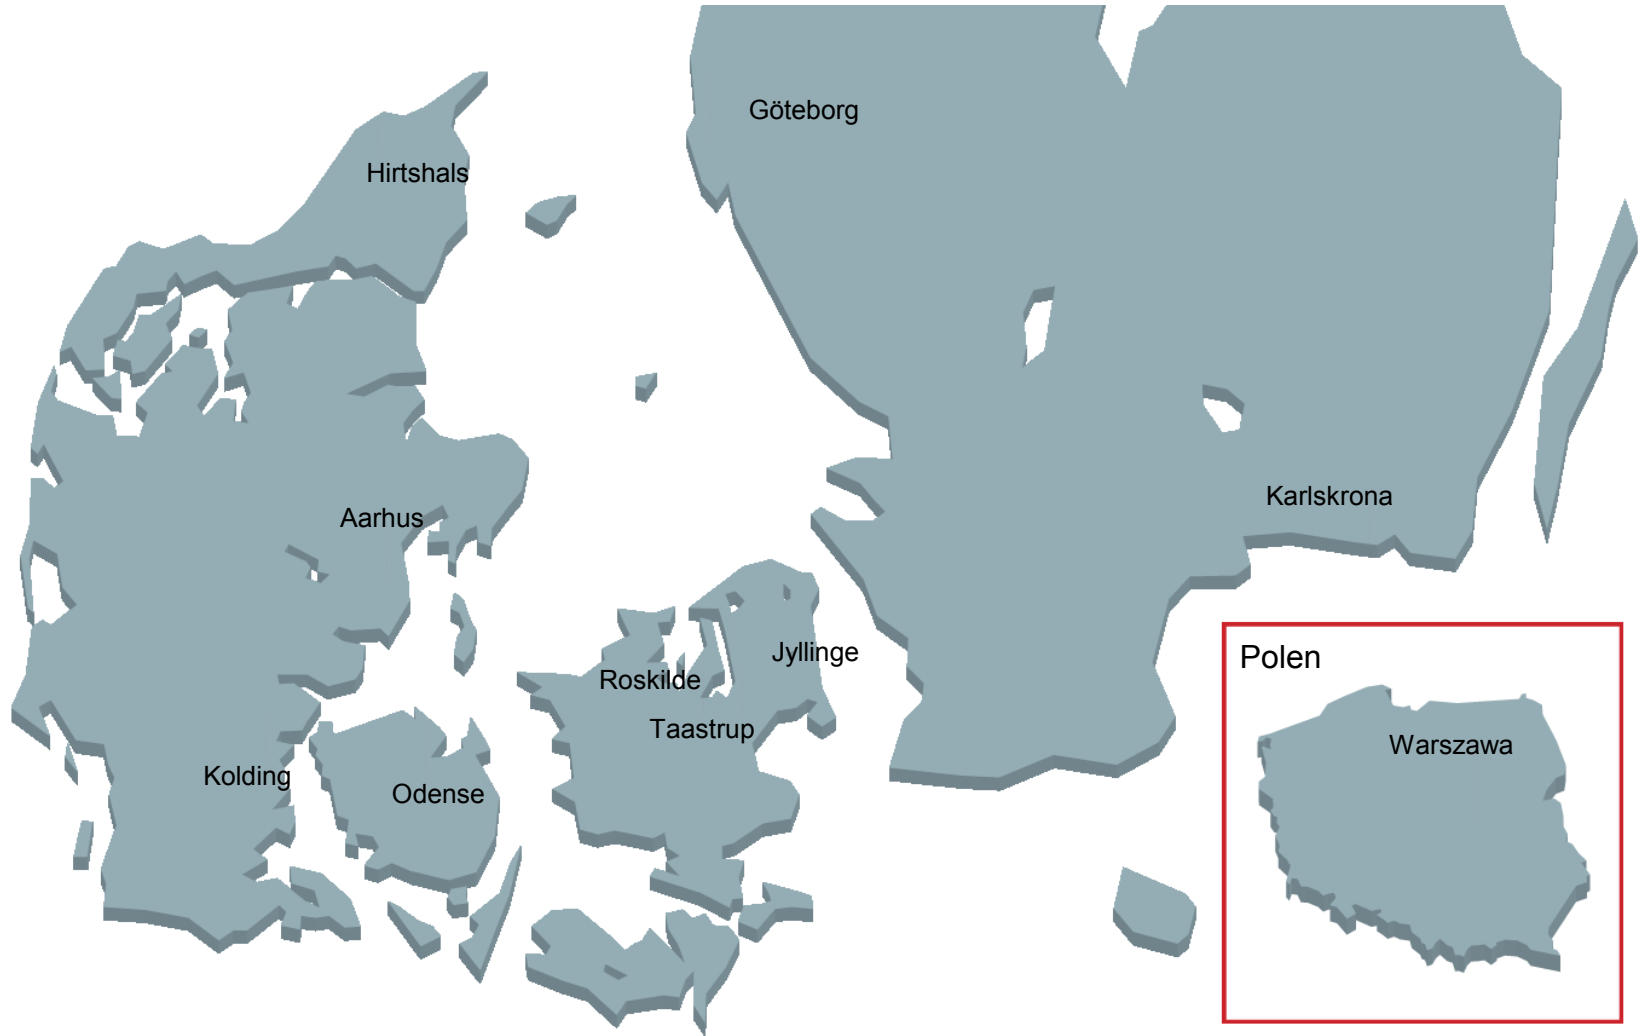 Göteborg
Hirtshals
Karlskrona
Aarhus
Jyllinge
Roskilde
Taastrup
Kolding
Odense
Polen
Warszawa